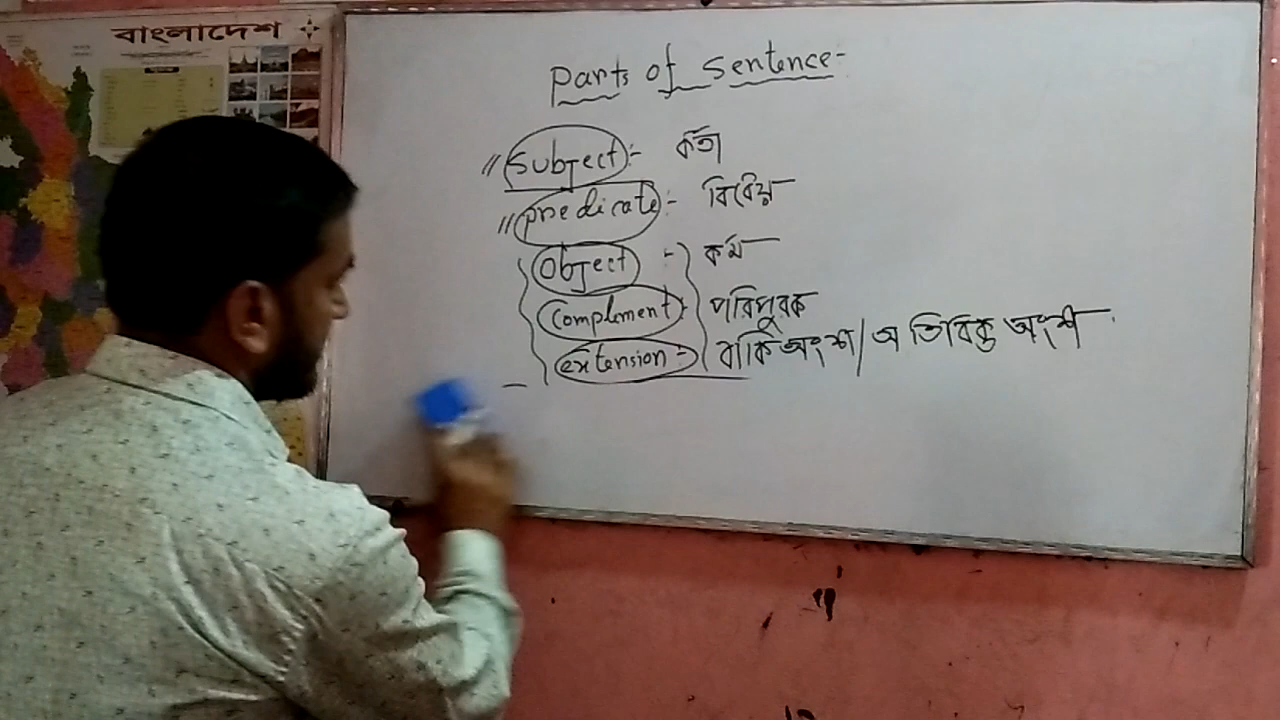 বাংলাদেশ
Parts of Sentence:-
Subject :- কর্তা
predicate :- বিধেয়
object :- কর্ম
Complement :- পরিপূরক
extension :- বাকি অংশ / অতিরিক্ত অংশ